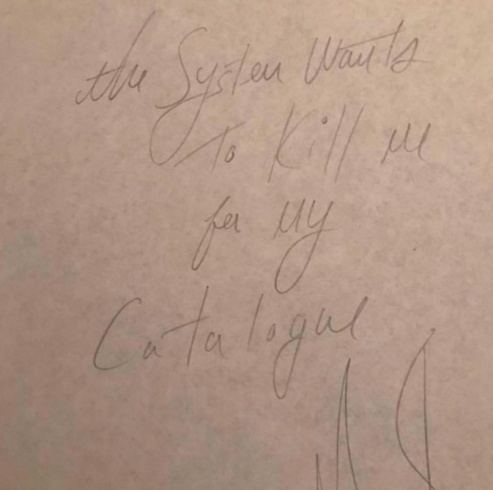 the System Wants
To Kill Me
for My
Catalogue